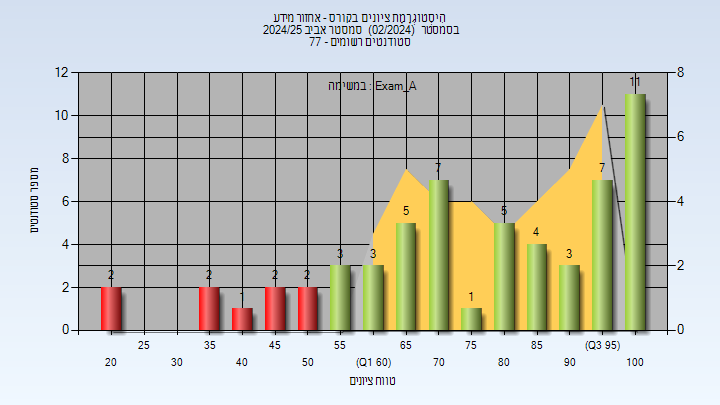 היסטוגרמת ציונים בקורס - אחזור מידע
בסמסטר (02/2024) סמסטר אביב 2024/25
סטודנטים רשומים - 77
במשימה : Exam_A
12 10 8 6 4 2 0
מספר סטודנטים
8 6 4 2 0
2 2 1 2 2 3 3 5 7 1 5 4 3 7 11
25 35 45 55 65 75 85 (Q3 95)
20 30 40 50 (Q1 60) 70 80 90 100
טווח ציונים